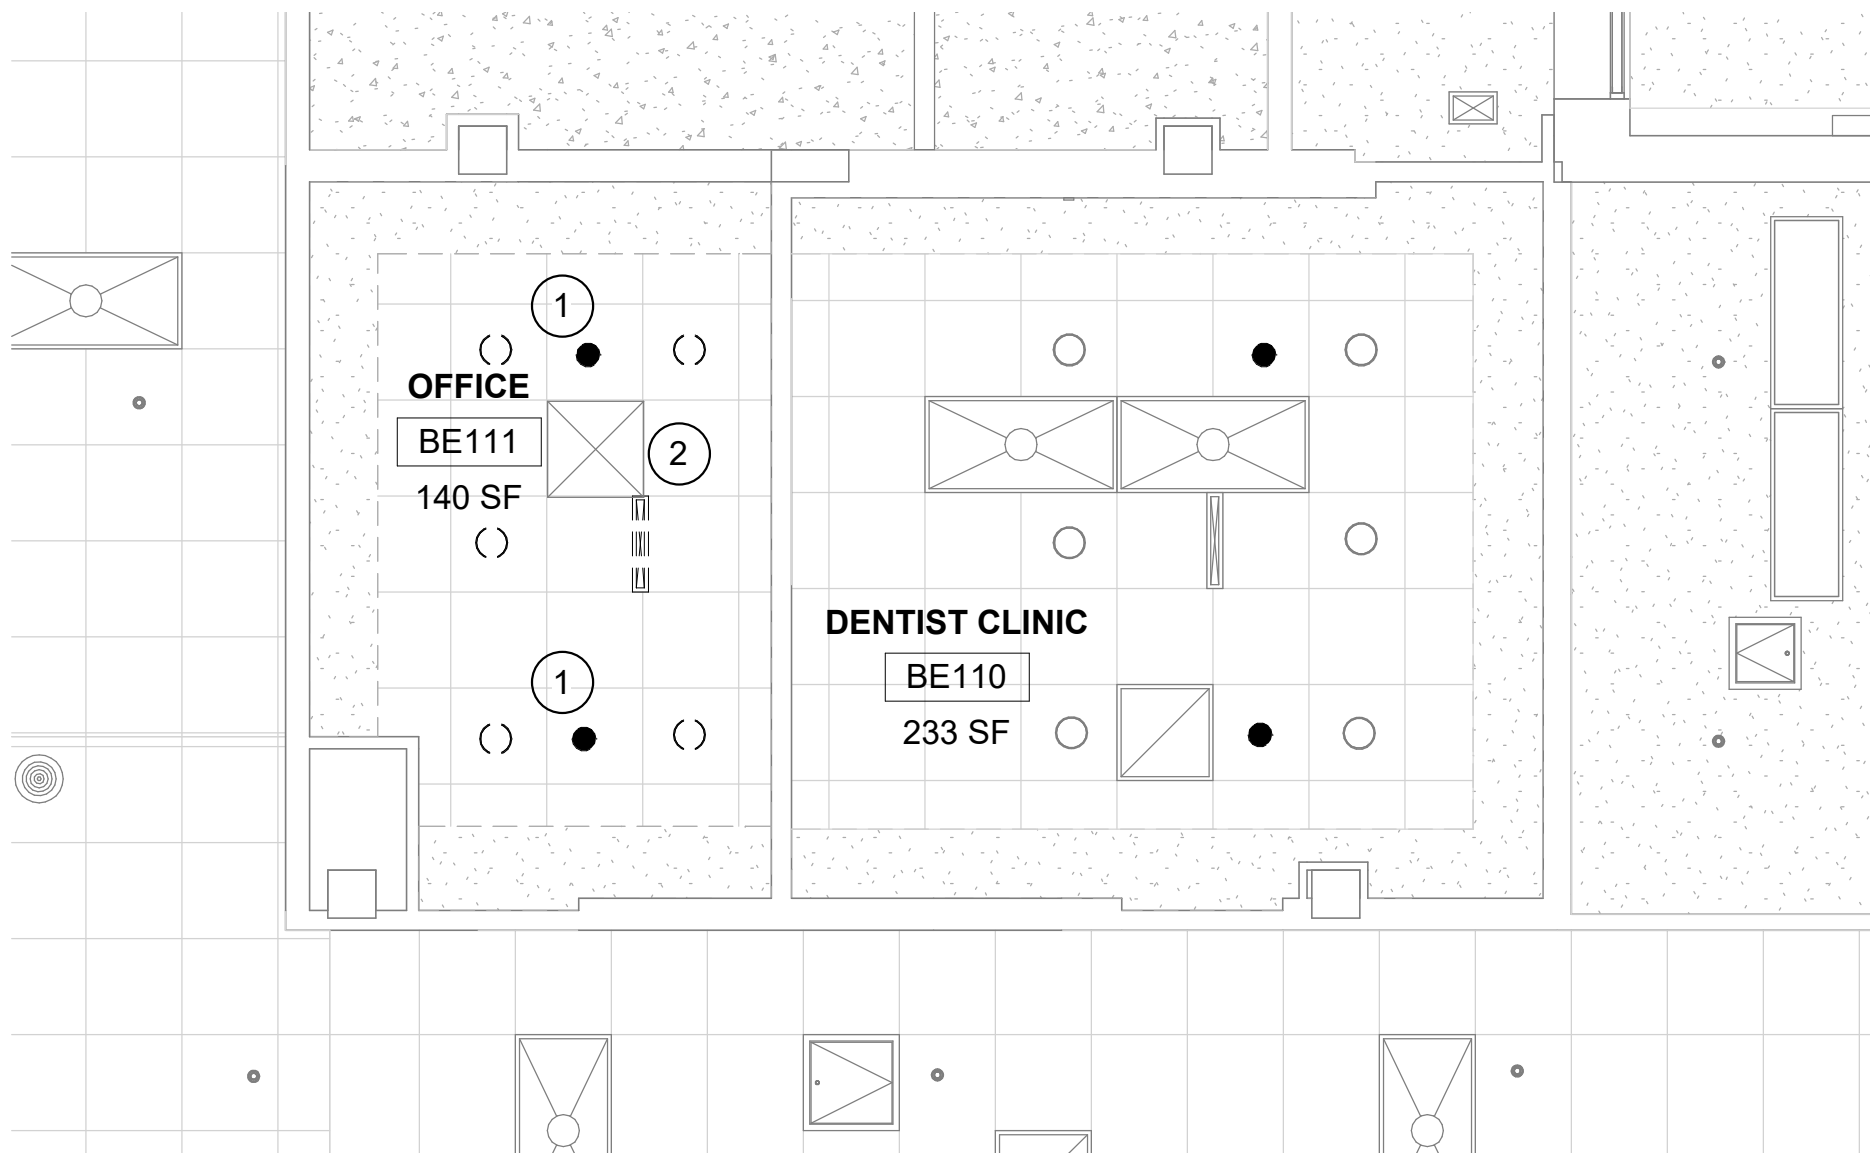 1
OFFICE
BE111
2
140 SF
1
DENTIST CLINIC
BE110
233 SF